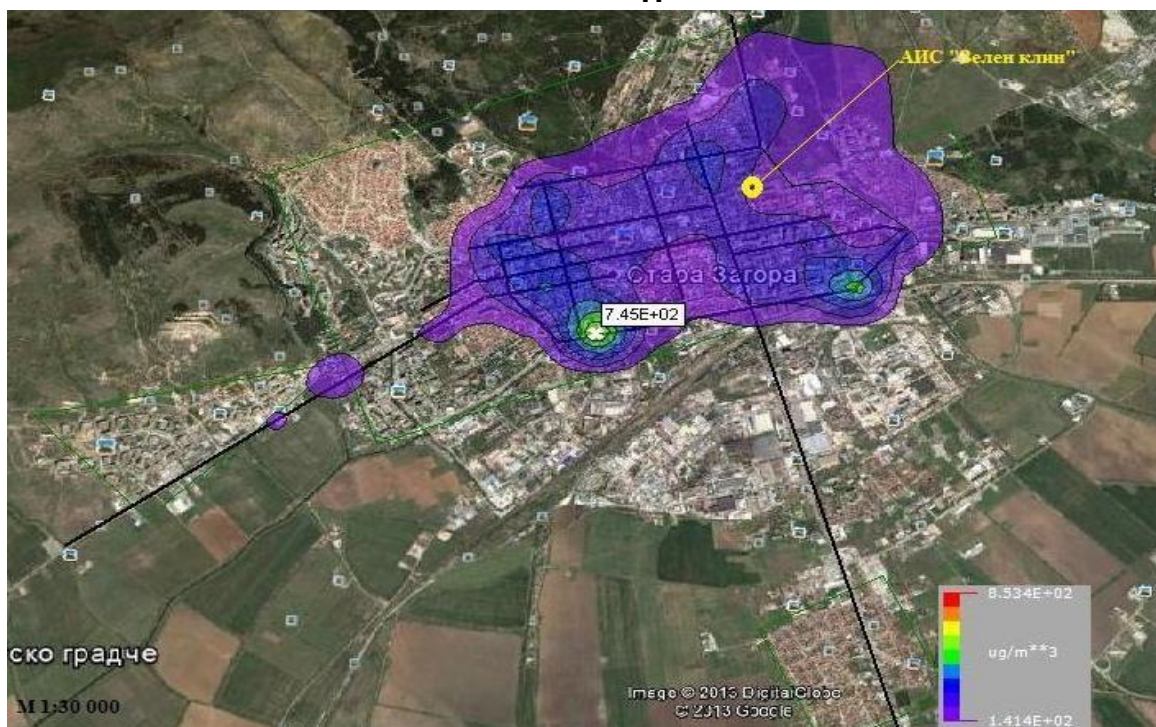 АИС "Зелен клин"
Стара Загора
7.45E+02
8.534E+02
ug/m**3
1.414E+02
ско градче
М 1:30 000
Image © 2013 DigitalGlobe
© 2013 Google